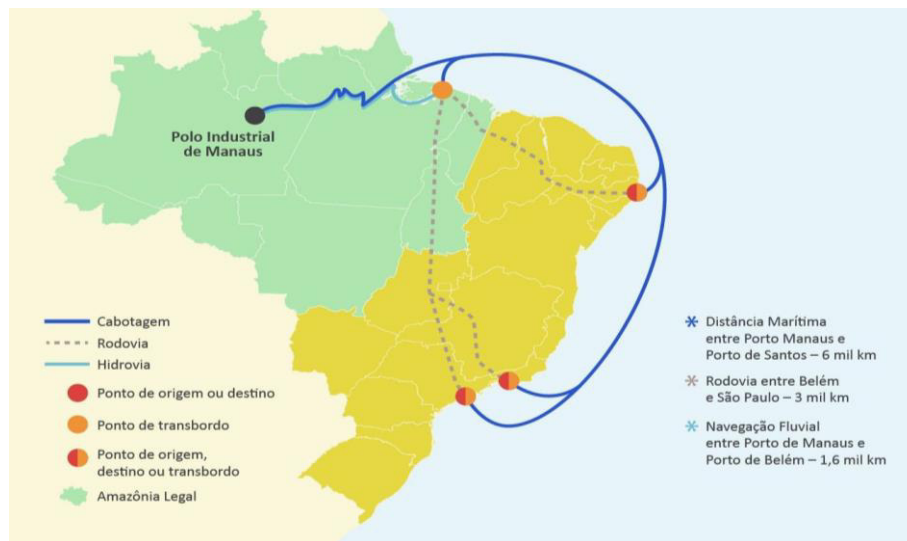 Polo Industrial
de Manaus
Cabotagem
Rodovia
Hidrovia
Ponto de origem ou destino
Ponto de transbordo
Ponto de origem,
destino ou transbordo
Amazônia Legal
Distância Marítima
entre Porto Manaus e
Porto de Santos – 6 mil km
Rodovia entre Belém
e São Paulo – 3 mil km
Navegação Fluvial
entre Porto de Manaus e
Porto de Belém – 1,6 mil km